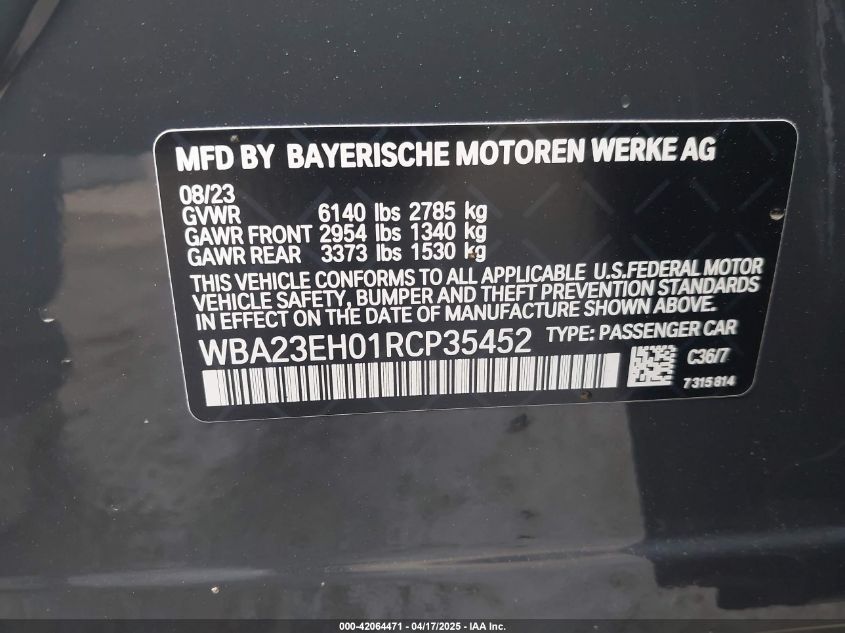 MFD BY BAYERISCHE MOTOREN WERKE AG
08/23
GVWR 6140 lbs 2785 kg
GAWR FRONT 2954 lbs 1340 kg
GAWR REAR 3373 lbs 1530 kg
THIS VEHICLE CONFORMS TO ALL APPLICABLE U.S.FEDERAL MOTOR
VEHICLE SAFETY, BUMPER AND THEFT PREVENTION STANDARDS
IN EFFECT ON THE DATE OF MANUFACTURE SHOWN ABOVE.
WBA23EH01RCP35452 TYPE: PASSENGER CAR
C36/7
7315814
000-42064471 - 04/17/2025 - IAA Inc.